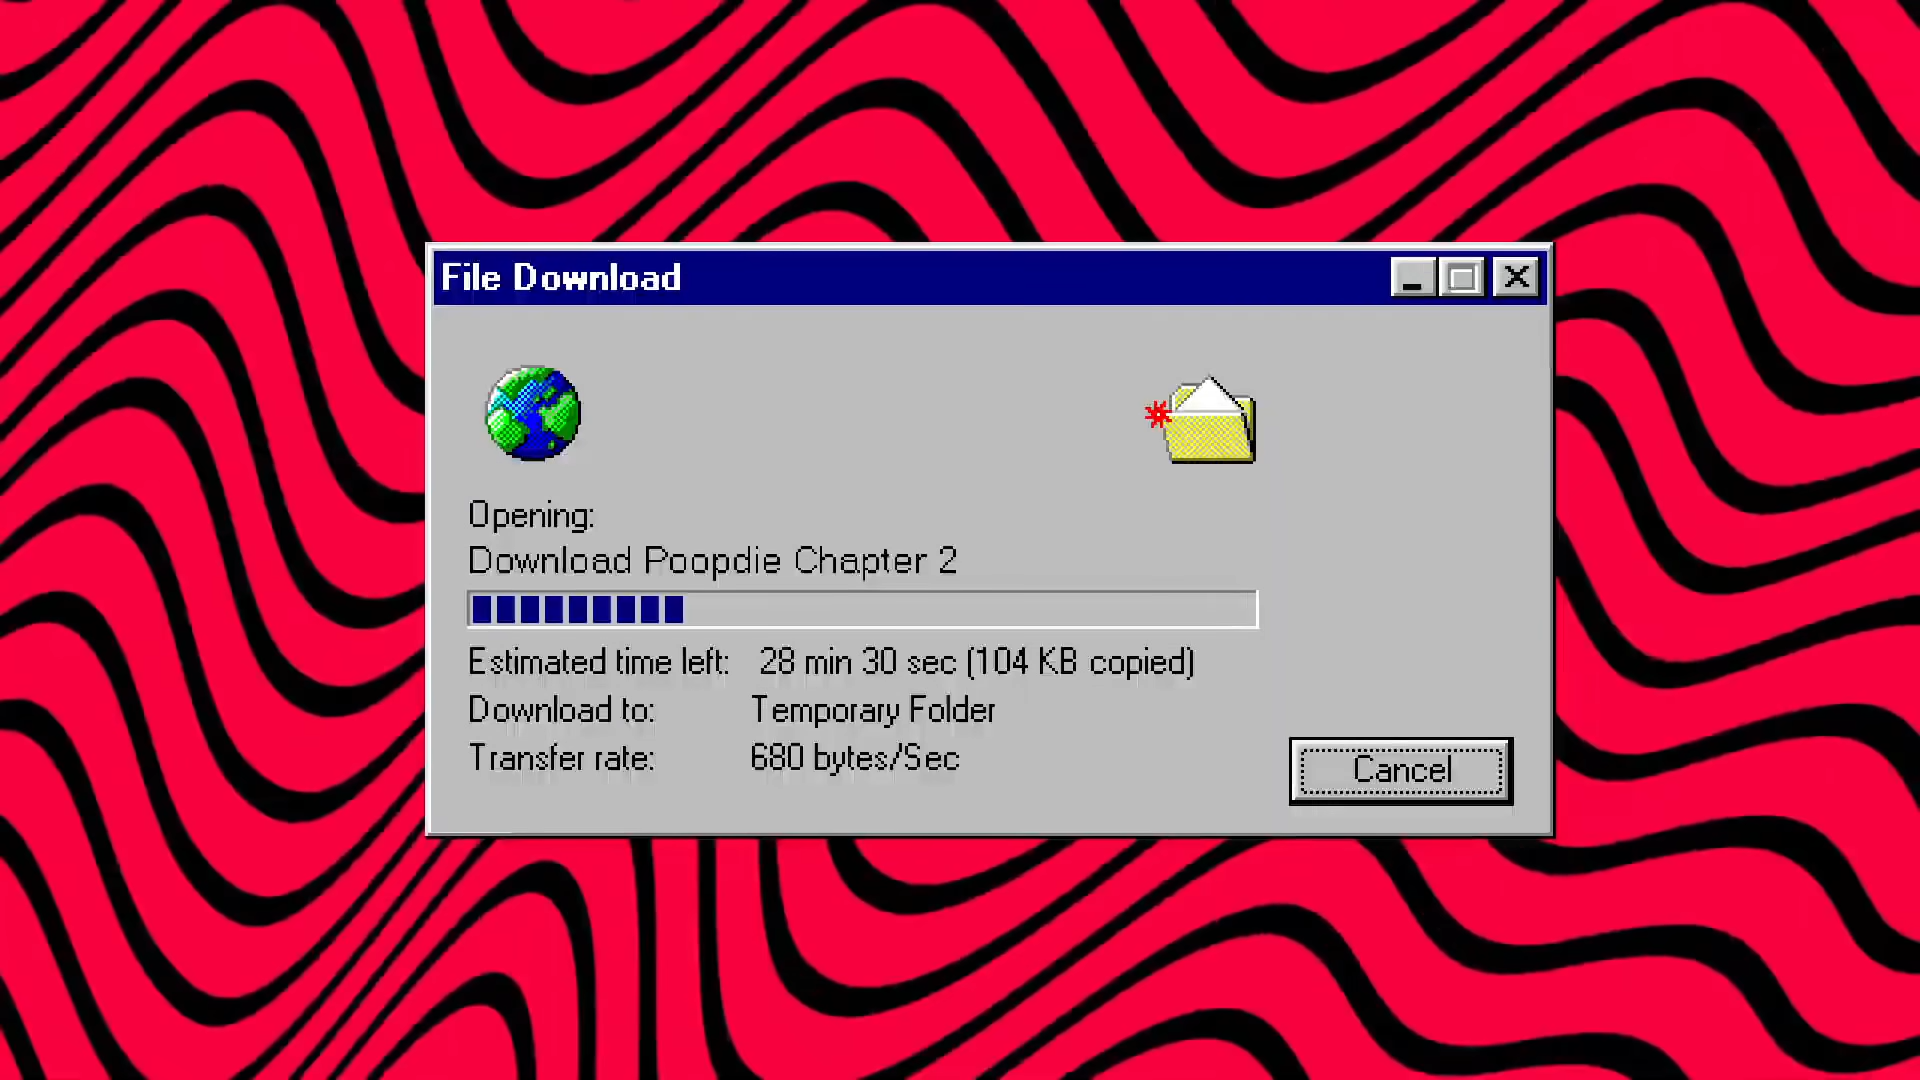 File Download
Opening:
Download Poopdie Chapter 2
Estimated time left: 28 min 30 sec (104 KB copied)
Download to: Temporary Folder
Transfer rate: 680 bytes/Sec
Cancel